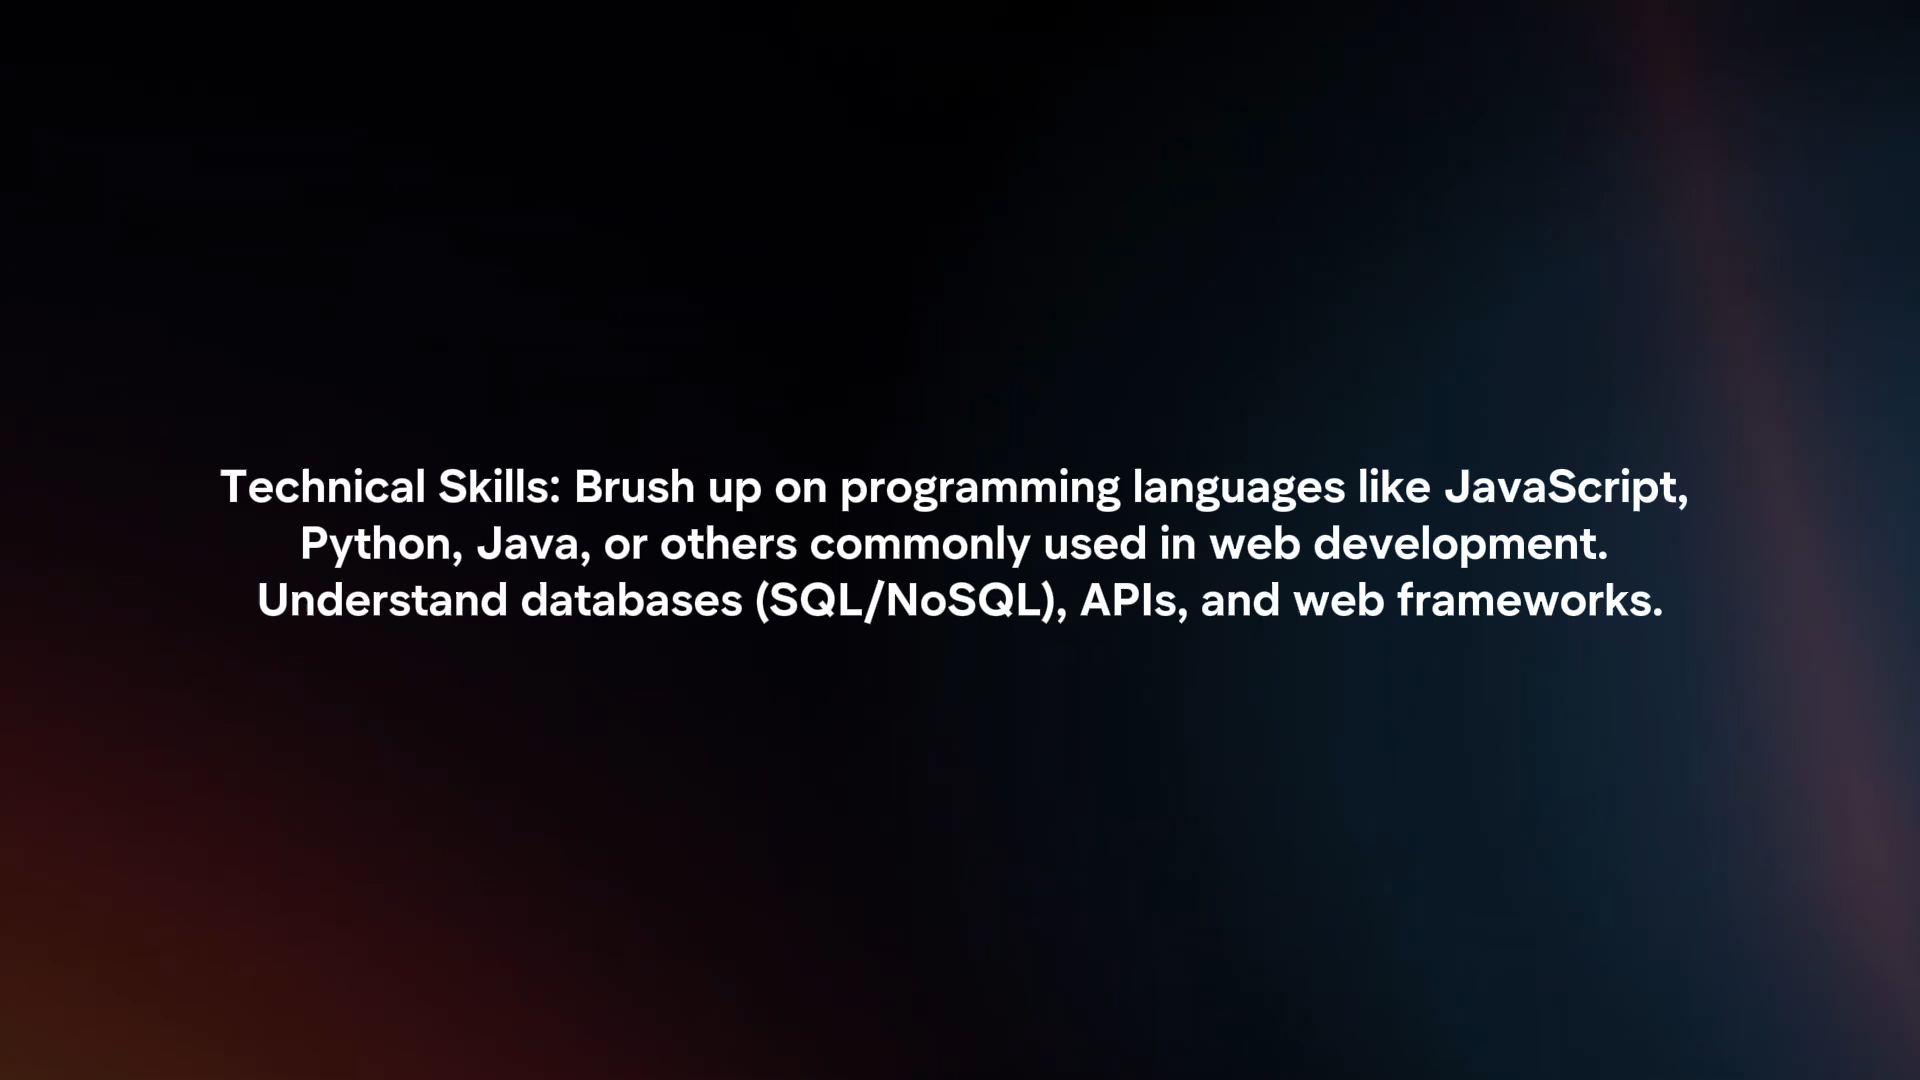 Technical Skills: Brush up on programming languages like JavaScript,
Python, Java, or others commonly used in web development.
Understand databases (SQL/NoSQL), APIs, and web frameworks.